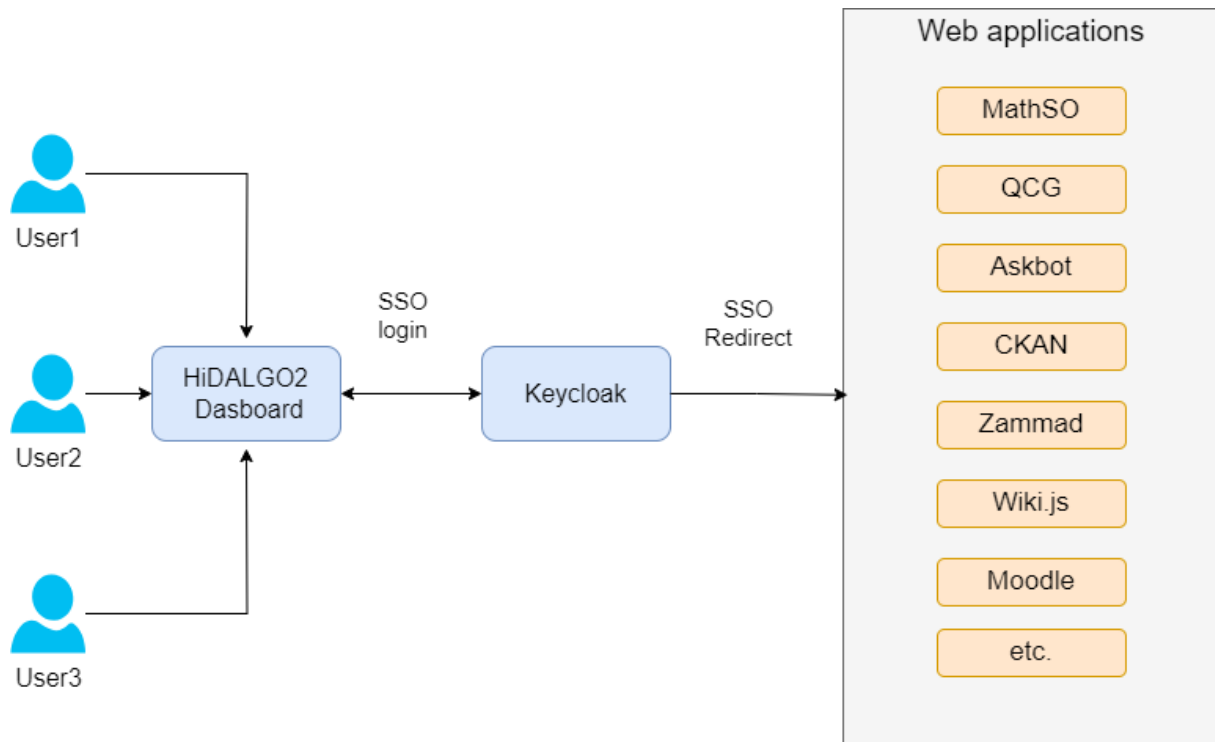 Web applications
MathSO
QCG
Askbot
CKAN
Zammad
Wiki.js
Moodle
etc.
User1
User2
User3
HiDALGO2
Dasboard
SSO
login
Keycloak
SSO
Redirect